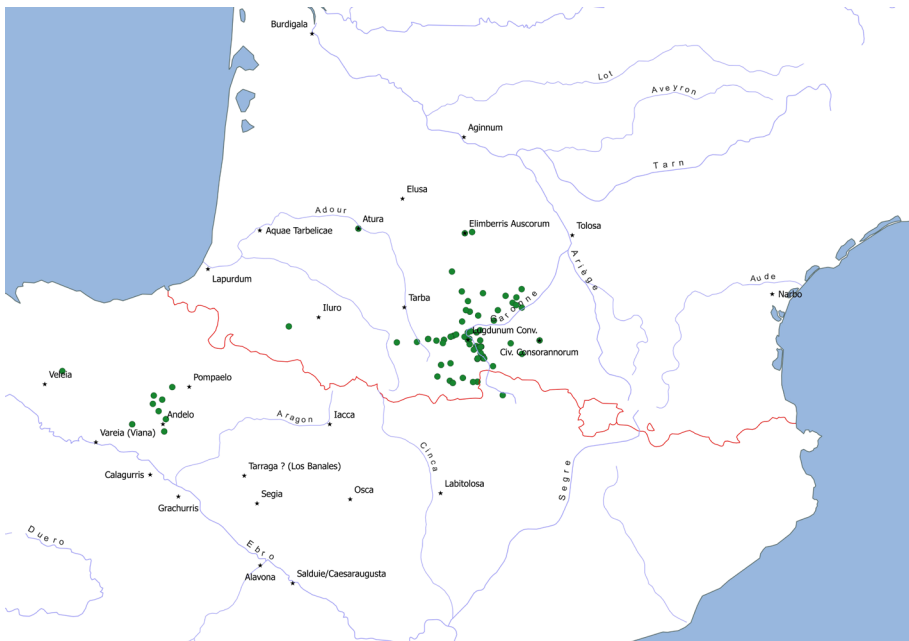 Burdigala
Lot
Aveyron
Aginnum
Tarn
Elusa
Adour
Atura
Elimberris Auscorum
Aquae Tarbelicae
Tolosa
Ariège
Lapurdum
Aude
Narbo
Iluro
Tarba
Garonne
Lugdunum Conv.
Civ. Consorannorum
Veleia
Pompaelo
Andelo
Aragon
Iacca
Vareia (Viana)
Cinca
Calagurris
Tarraga ? (Los Banales)
Segre
Labitolosa
Grachurris
Segia
Osca
Duero
Ebro
Alavona
Salduie/Caesaraugusta